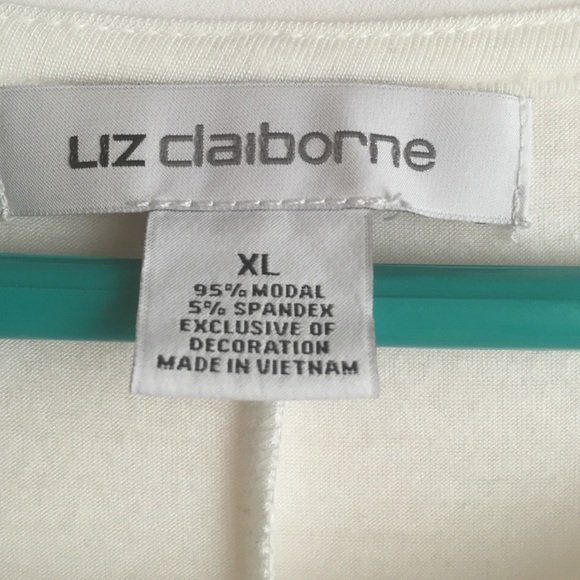 LIZ claiborne
XL
95% MODAL
5% SPANDEX
EXCLUSIVE OF
DECORATION
MADE IN VIETNAM